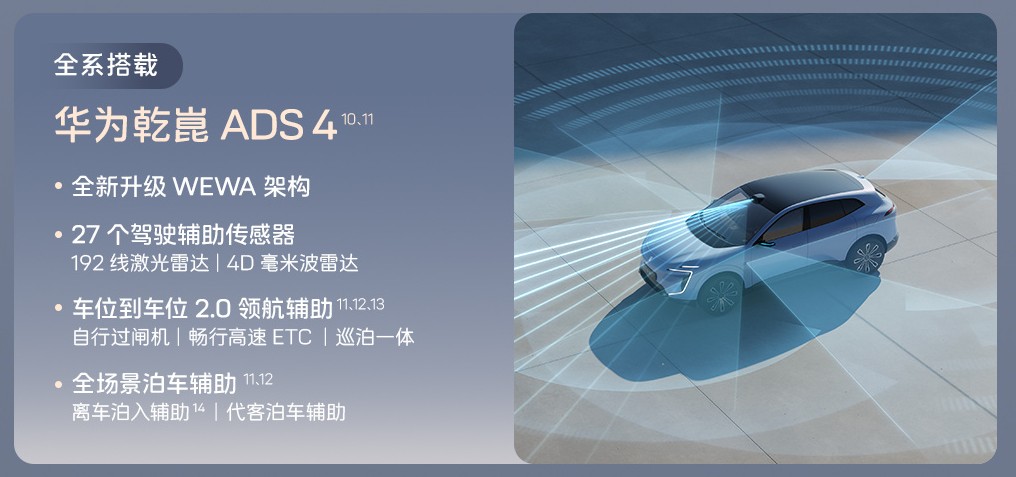 全系搭载
华为乾崑 ADS 4 10、11
• 全新升级 WEWA 架构
• 27 个驾驶辅助传感器
192 线激光雷达 | 4D 毫米波雷达
• 车位到车位 2.0 领航辅助 11、12、13
自行过闸机 | 畅行高速 ETC | 巡泊一体
• 全场景泊车辅助 11、12
离车泊入辅助 14 | 代客泊车辅助